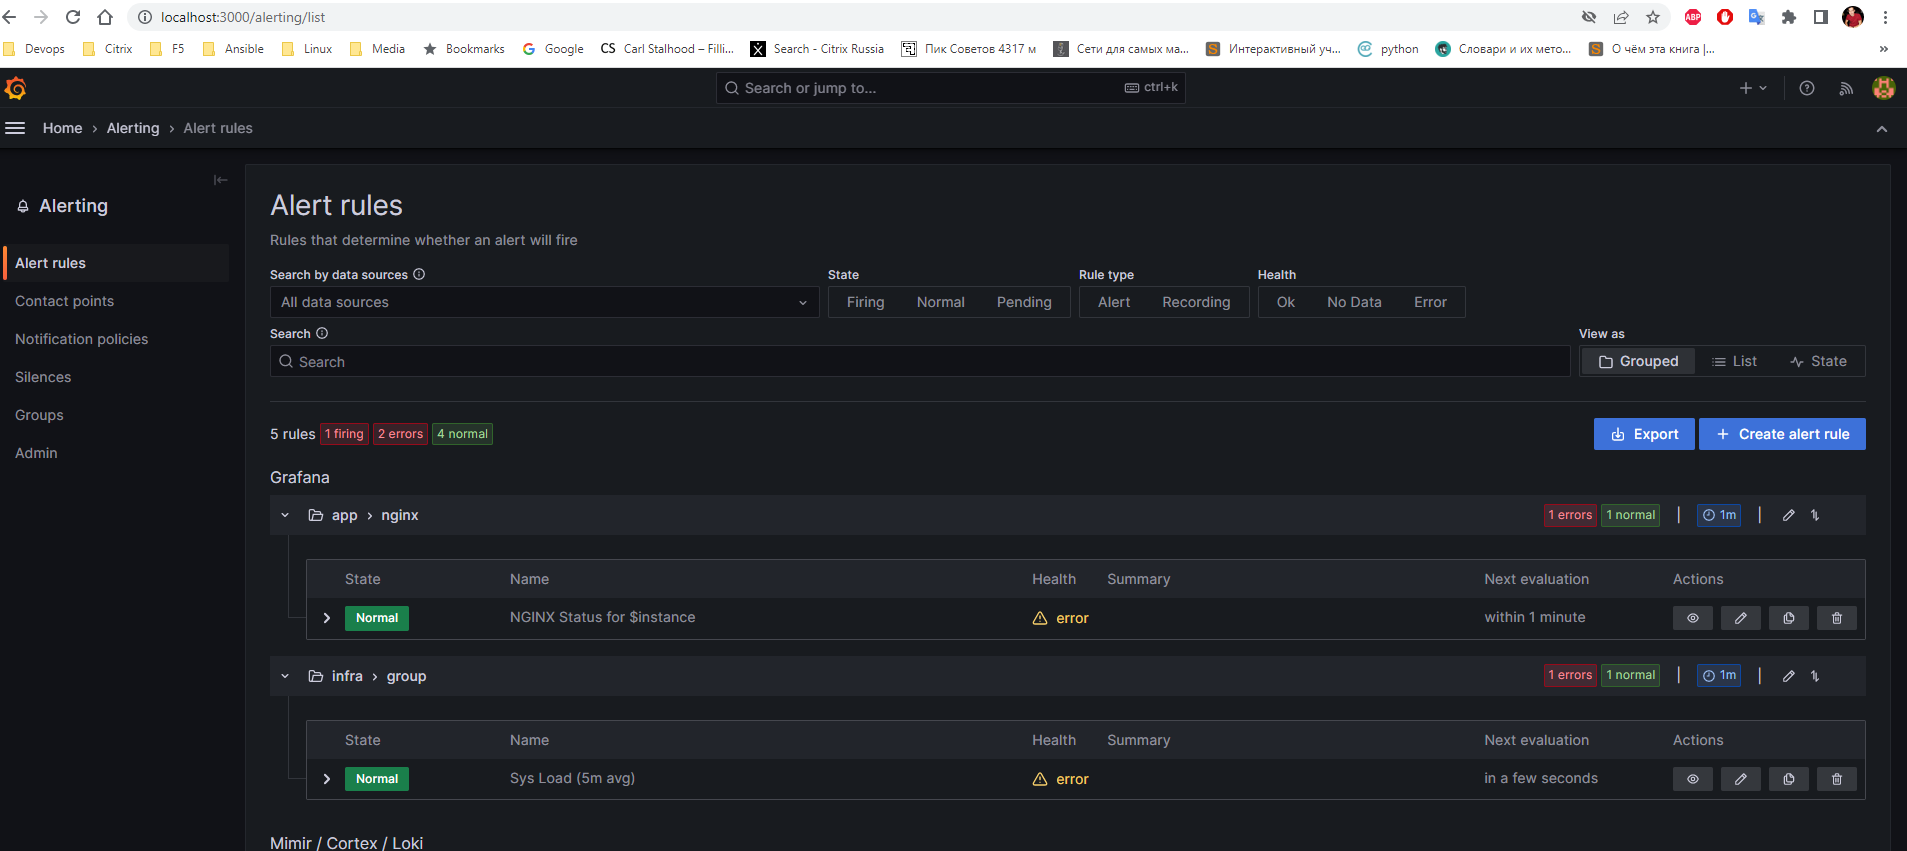 localhost:3000/alerting/list
Devops Citrix F5 Ansible Linux Media Bookmarks Google CS Carl Stalhood – Filli... Search - Citrix Russia Пик Советов 4317 м Сети для самых ма... Интерактивный уч... python Словари и их мето... О чём эта книга |... »
Search or jump to... ctrl+k
Home › Alerting › Alert rules
Alerting
Alert rules
Contact points
Notification policies
Silences
Groups
Admin
Alert rules
Rules that determine whether an alert will fire
Search by data sources State Rule type Health
All data sources Firing Normal Pending Alert Recording Ok No Data Error
Search View as
Search Grouped List State
5 rules 1 firing 2 errors 4 normal Export + Create alert rule
Grafana
app › nginx 1 errors 1 normal | 1m |
State Name Health Summary Next evaluation Actions
Normal NGINX Status for $instance error within 1 minute
infra › group 1 errors 1 normal | 1m |
State Name Health Summary Next evaluation Actions
Normal Sys Load (5m avg) error in a few seconds
Mimir / Cortex / Loki